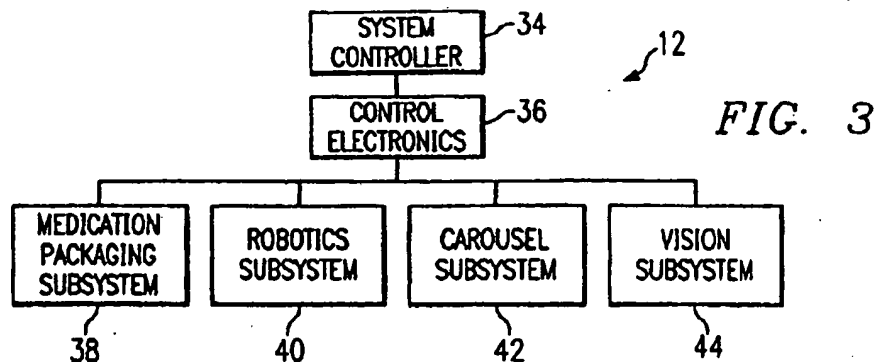 SYSTEM
CONTROLLER
34
12
CONTROL
ELECTRONICS
36
FIG. 3
MEDICATION
PACKAGING
SUBSYSTEM
ROBOTICS
SUBSYSTEM
CAROUSEL
SUBSYSTEM
VISION
SUBSYSTEM
38
40
42
44